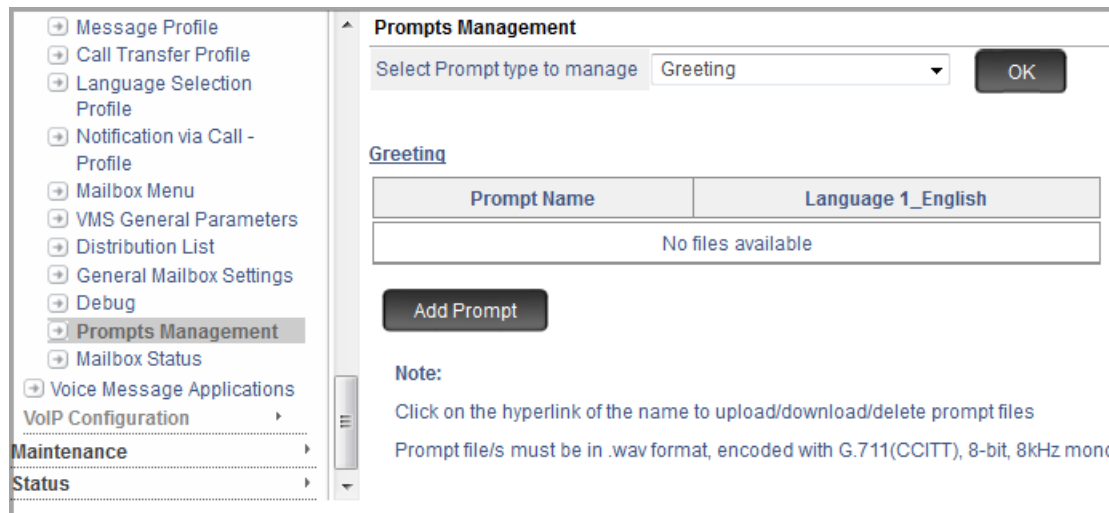 Message Profile
Call Transfer Profile
Language Selection
Profile
Notification via Call -
Profile
Mailbox Menu
VMS General Parameters
Distribution List
General Mailbox Settings
Debug
Prompts Management
Mailbox Status
Voice Message Applications
VoIP Configuration
Maintenance
Status
Prompts Management
Select Prompt type to manage Greeting OK
Greeting
Prompt Name Language 1_English
No files available
Add Prompt
Note:
Click on the hyperlink of the name to upload/download/delete prompt files
Prompt file/s must be in .wav format, encoded with G.711(CCITT), 8-bit, 8kHz